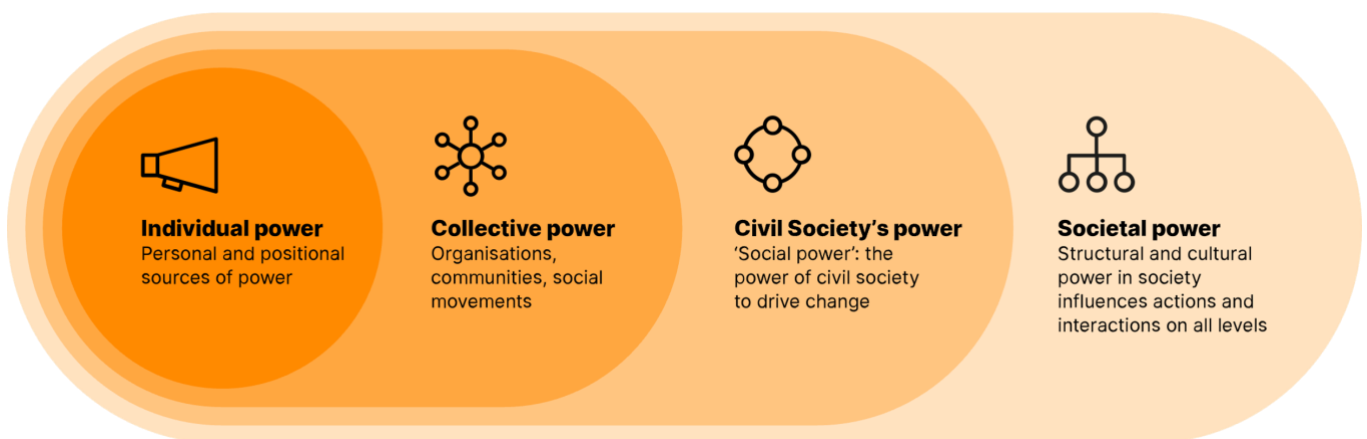 Individual power
Personal and positional
sources of power
Collective power
Organisations,
communities, social
movements
Civil Society’s power
‘Social power’: the
power of civil society
to drive change
Societal power
Structural and cultural
power in society
influences actions and
interactions on all levels